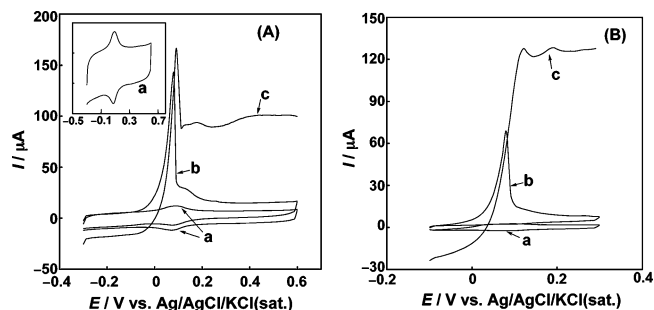 (A)
200
150
100
50
0
−50
I / µA
a
−0.5 −0.1 0.3 0.7
c
b
a
−0.4 −0.2 0 0.2 0.4 0.6
E / V vs. Ag/AgCl/KCl(sat.)
(B)
150
120
90
60
30
0
−30
I / µA
c
b
a
−0.2 0 0.2 0.4
E / V vs. Ag/AgCl/KCl(sat.)